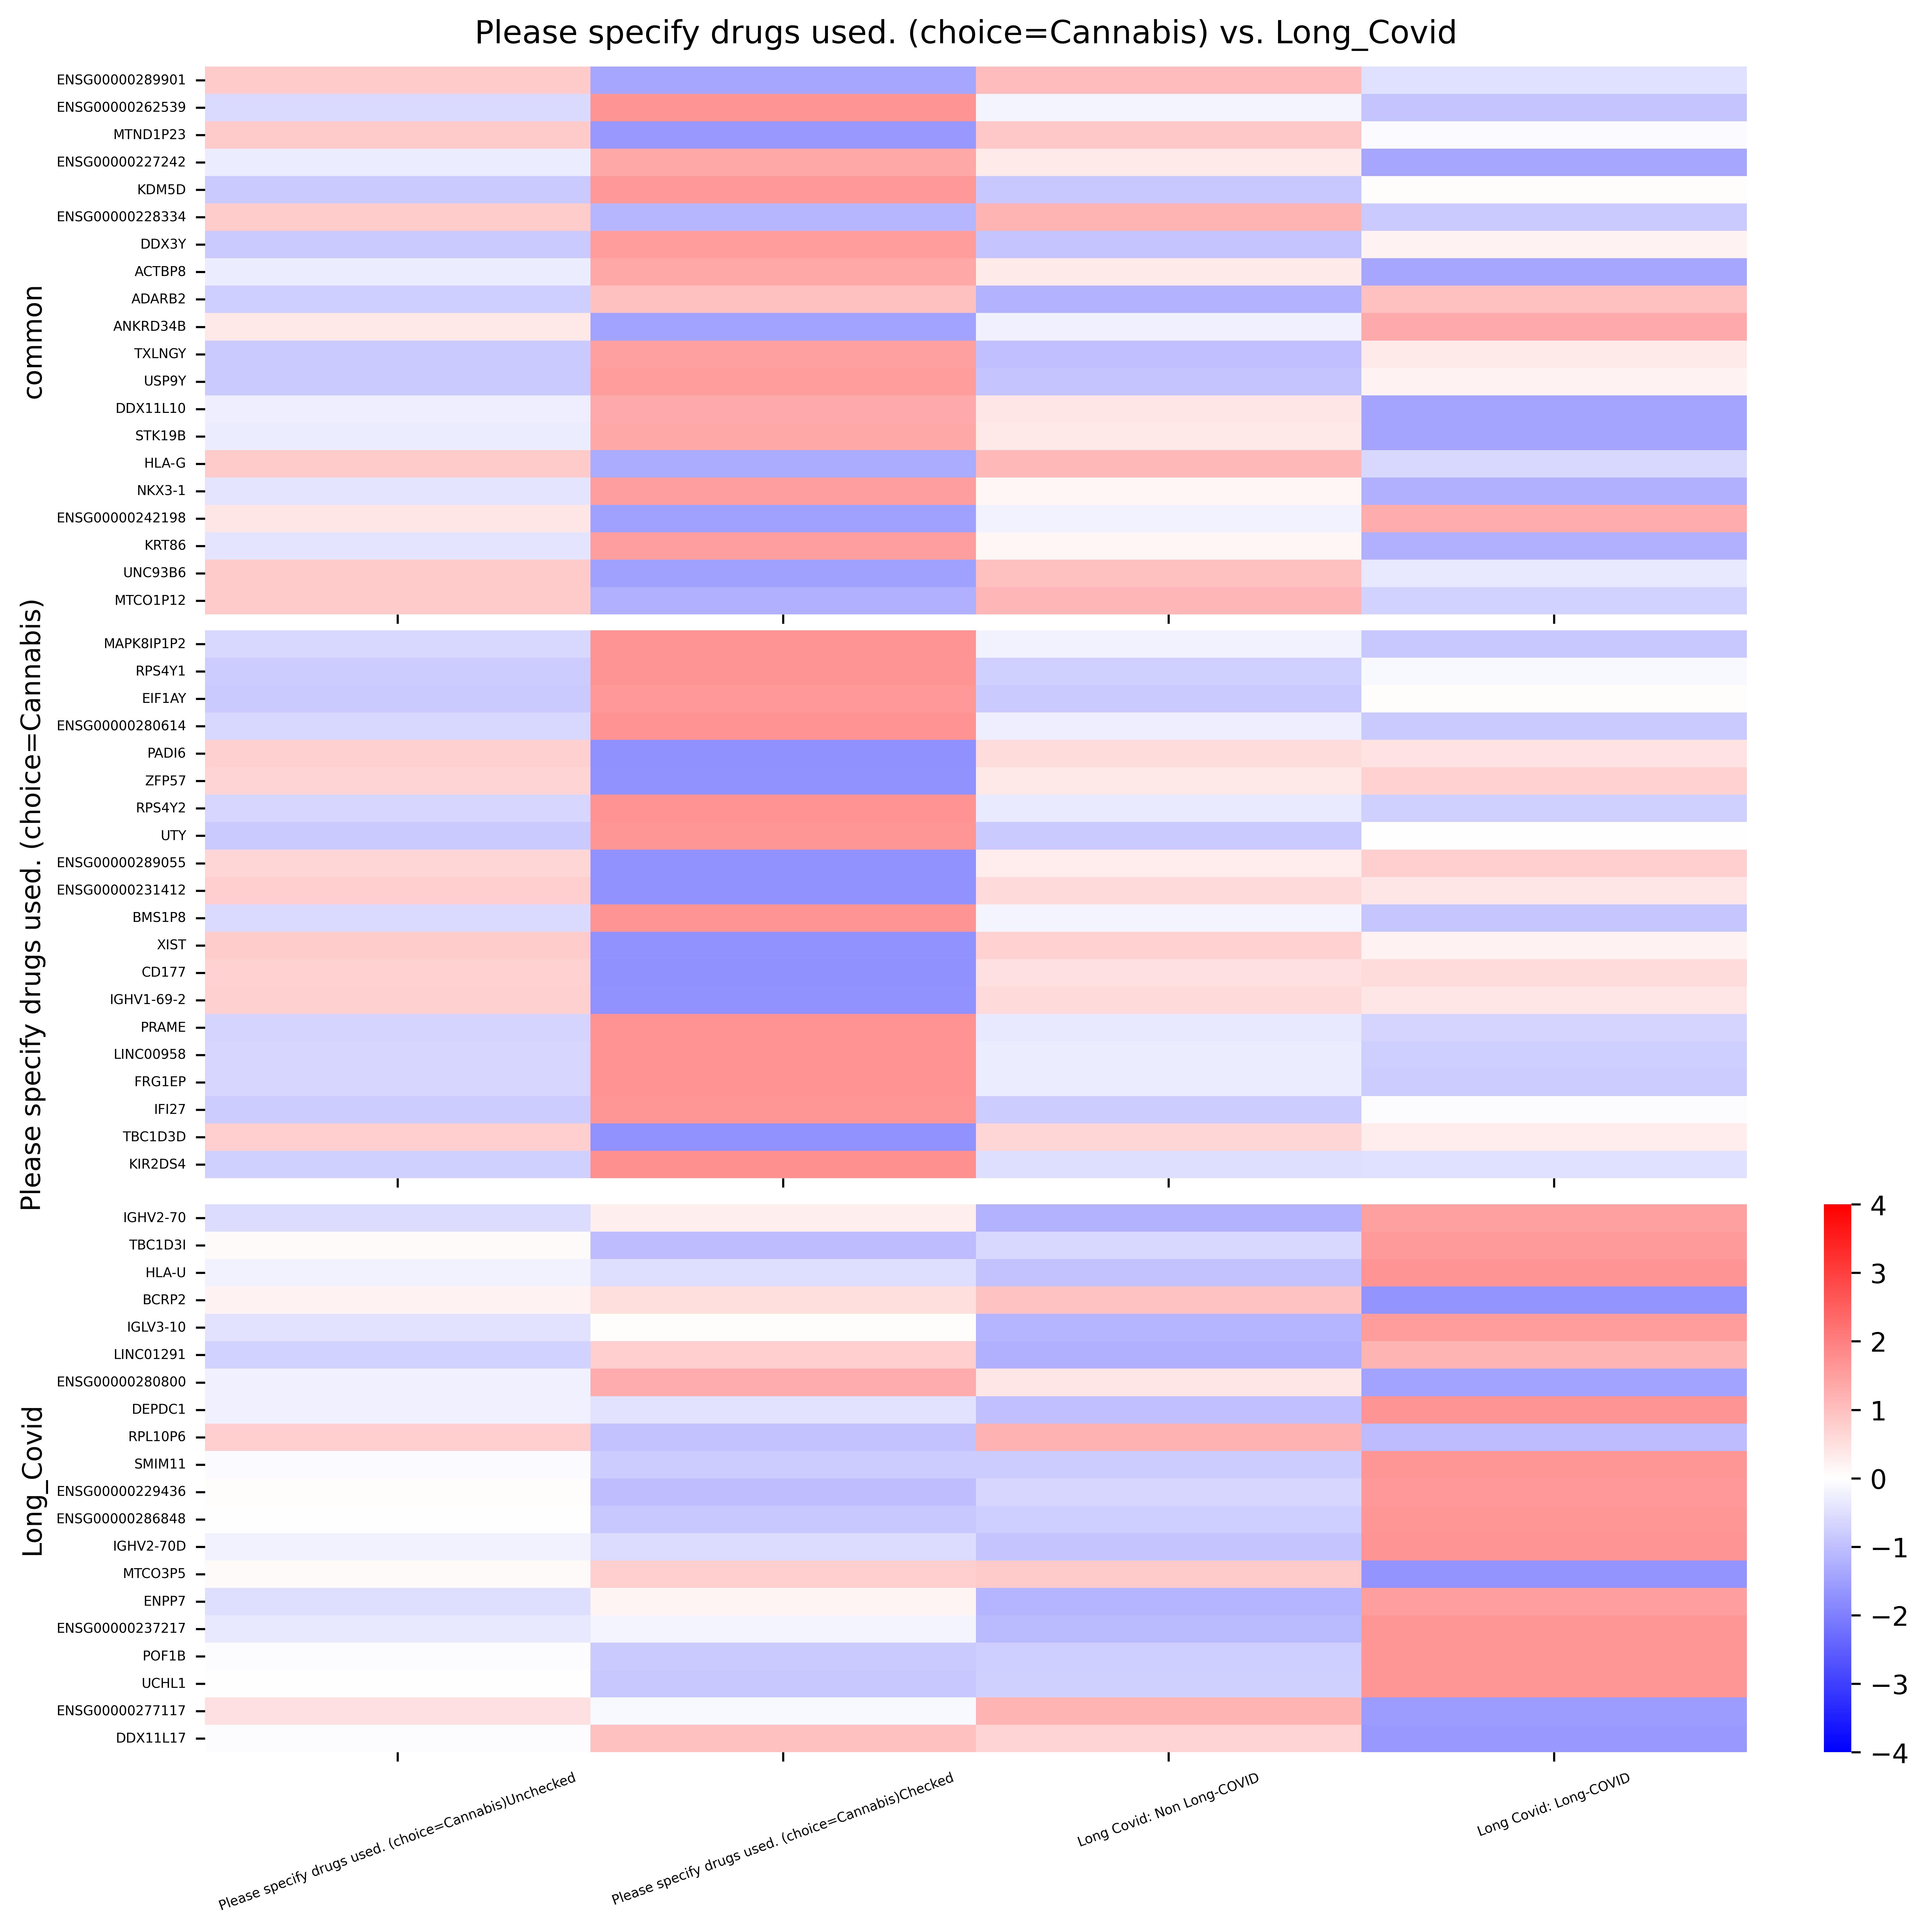 Please specify drugs used. (choice=Cannabis) vs. Long_Covid
common
ENSG00000289901
ENSG00000262539
MTND1P23
ENSG00000227242
KDM5D
ENSG00000228334
DDX3Y
ACTBP8
ADARB2
ANKRD34B
TXLNGY
USP9Y
DDX11L10
STK19B
HLA-G
NKX3-1
ENSG00000242198
KRT86
UNC93B6
MTCO1P12
Please specify drugs used. (choice=Cannabis)
MAPK8IP1P2
RPS4Y1
EIF1AY
ENSG00000280614
PADI6
ZFP57
RPS4Y2
UTY
ENSG00000289055
ENSG00000231412
BMS1P8
XIST
CD177
IGHV1-69-2
PRAME
LINC00958
FRG1EP
IFI27
TBC1D3D
KIR2DS4
Long_Covid
IGHV2-70
TBC1D3I
HLA-U
BCRP2
IGLV3-10
LINC01291
ENSG00000280800
DEPDC1
RPL10P6
SMIM11
ENSG00000229436
ENSG00000286848
IGHV2-70D
MTCO3P5
ENPP7
ENSG00000237217
POF1B
UCHL1
ENSG00000277117
DDX11L17
4
3
2
1
0
−1
−2
−3
−4
Please specify drugs used. (choice=Cannabis)Unchecked
Please specify drugs used. (choice=Cannabis)Checked
Long Covid: Non Long-COVID
Long Covid: Long-COVID